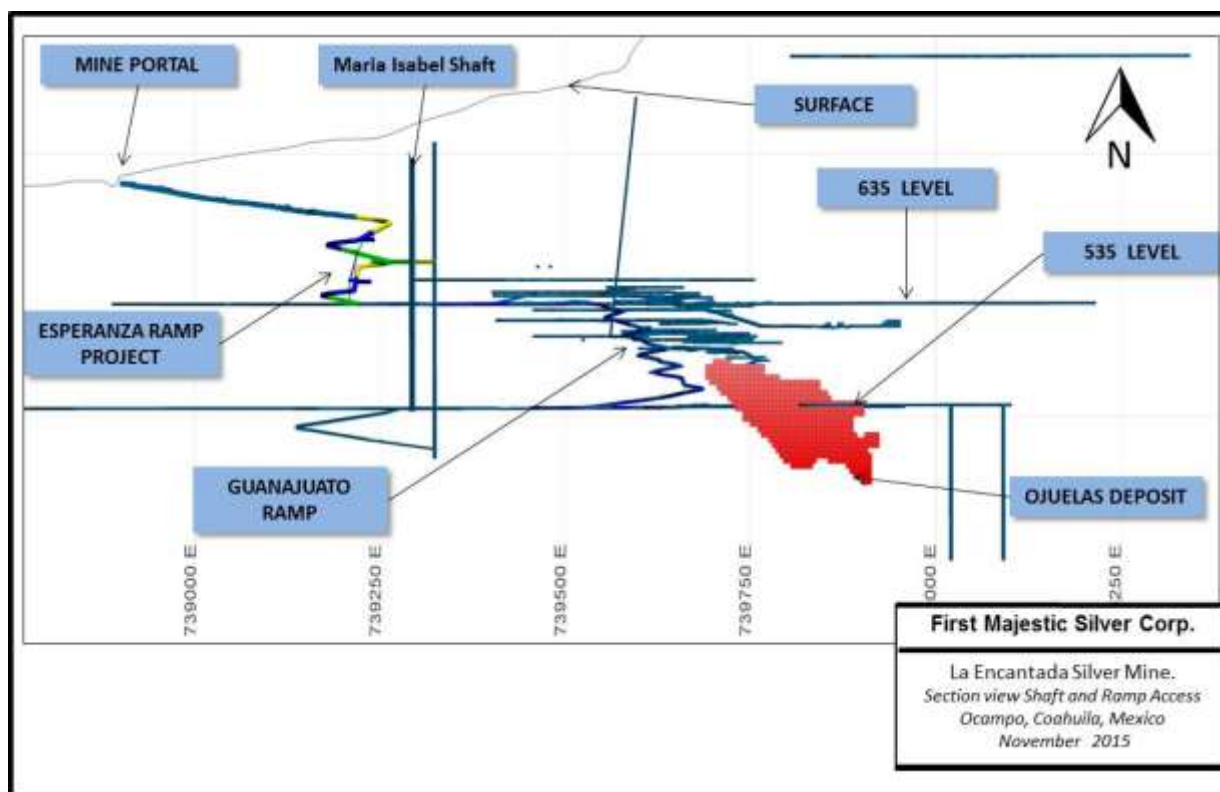 MINE PORTAL
Maria Isabel Shaft
SURFACE
N
635 LEVEL
535 LEVEL
ESPERANZA RAMP
PROJECT
GUANAJUATO
RAMP
OJUELAS DEPOSIT
739000 E
739250 E
739500 E
739750 E
000 E
250 E
First Majestic Silver Corp.
La Encantada Silver Mine.
Section view Shaft and Ramp Access
Ocampo, Coahuila, Mexico
November 2015